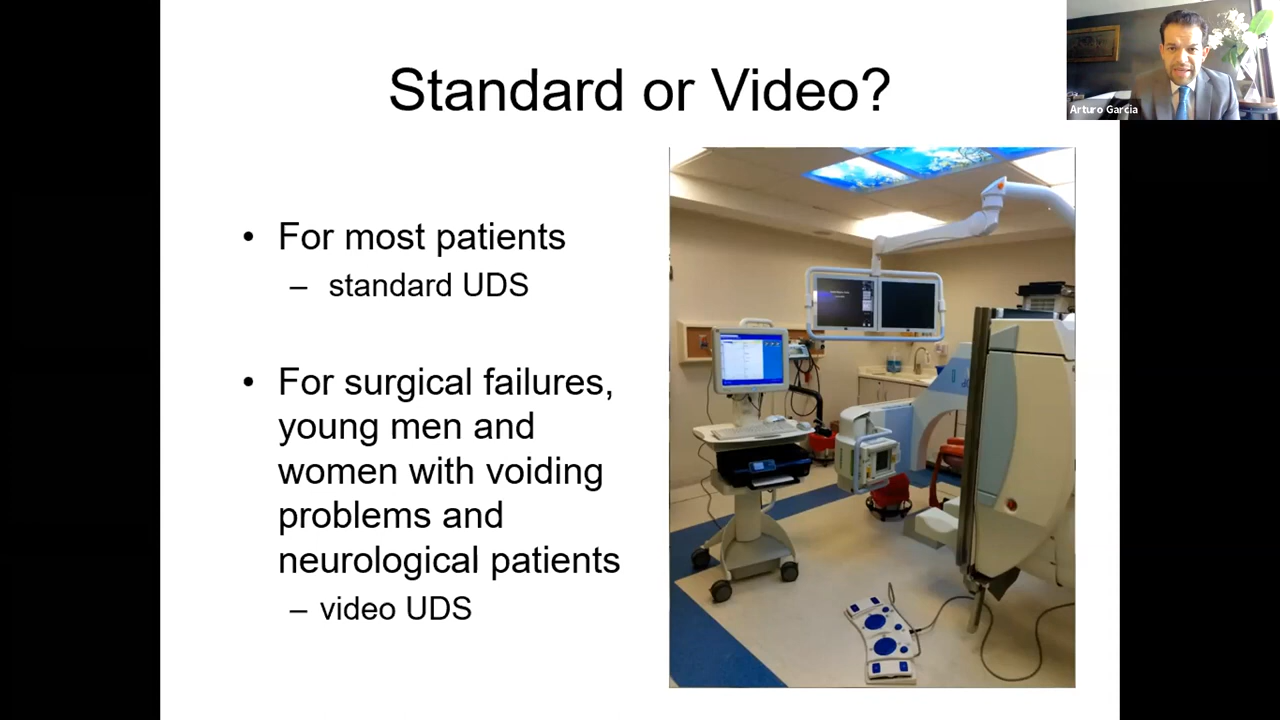 Standard or Video?
Arturo Garcia
• For most patients
– standard UDS
• For surgical failures,
young men and
women with voiding
problems and
neurological patients
– video UDS